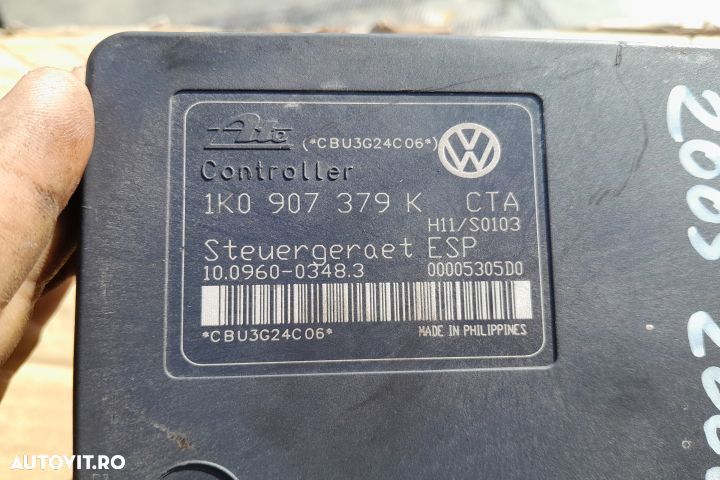 Ate (*CBU3G24C06*)
Controller
1K0 907 379 K CTA
H11/S0103
Steuergeraet ESP
10.0960-0348.3 00005305D0
*CBU3G24C06*
MADE IN PHILIPPINES
2005
AUTOVIT.RO